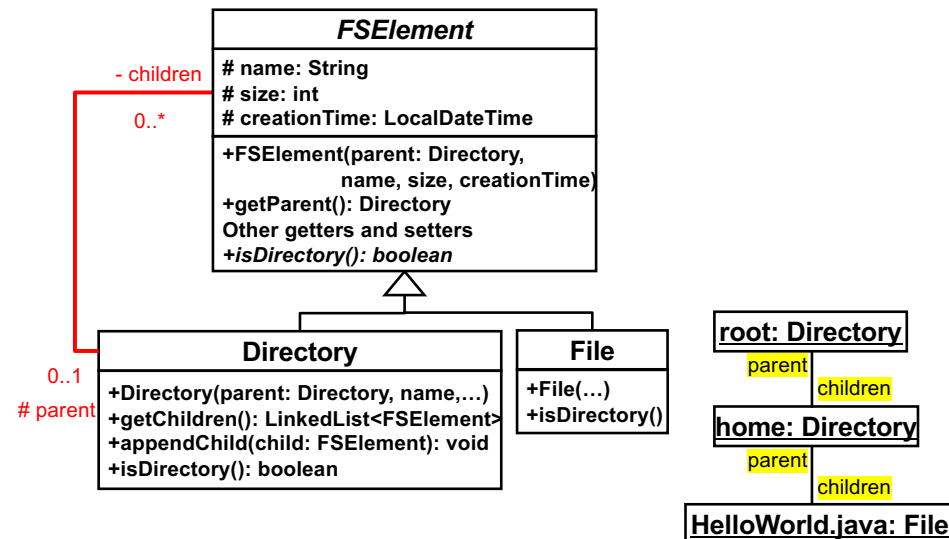 FSElement
- children
0..*
# name: String
# size: int
# creationTime: LocalDateTime
+FSElement(parent: Directory,
name, size, creationTime)
+getParent(): Directory
Other getters and setters
+isDirectory(): boolean
0..1
# parent
Directory
+Directory(parent: Directory, name,…)
+getChildren(): LinkedList<FSElement>
+appendChild(child: FSElement): void
+isDirectory(): boolean
File
+File(…)
+isDirectory()
root: Directory
parent
children
home: Directory
parent
children
HelloWorld.java: File